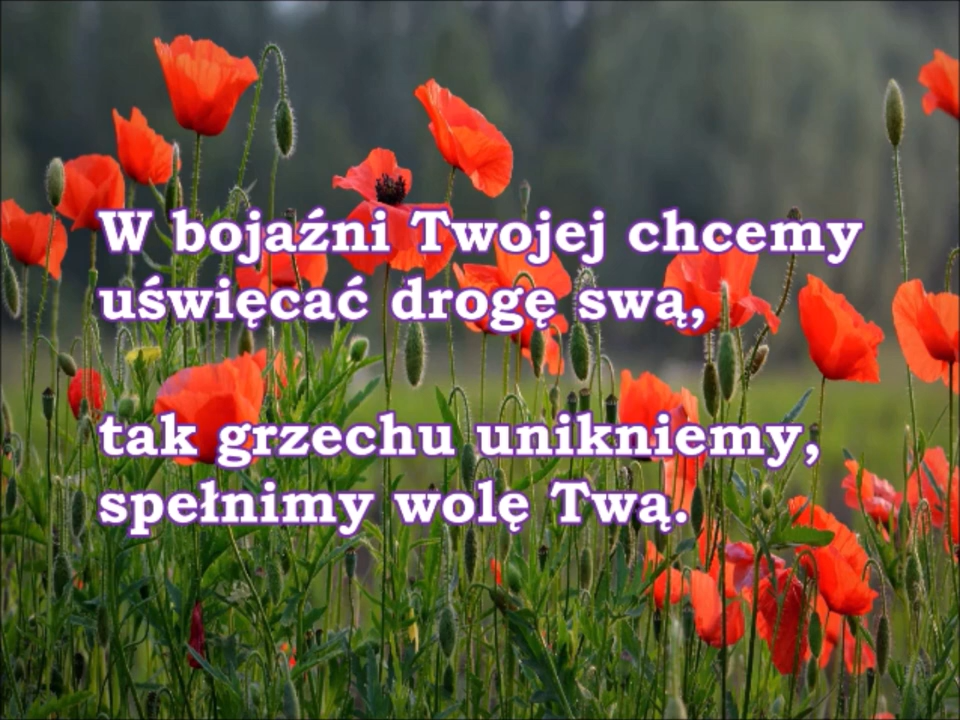 W bojaźni Twojej chcemy
uświęcać drogę swą,
tak grzechu unikniemy,
spełnimy wolę Twą.